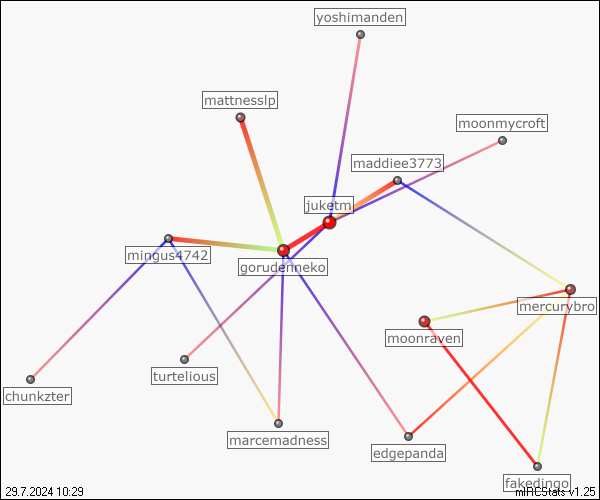 yoshimanden
mattnesslp
moonmycroft
maddiee3773
juketm
mingus4742
gorudenneko
mercurybro
moonraven
turtelious
chunkzter
marcemadness
edgepanda
fakedingo
29.7.2024 10:29
mIRCStats v1.25